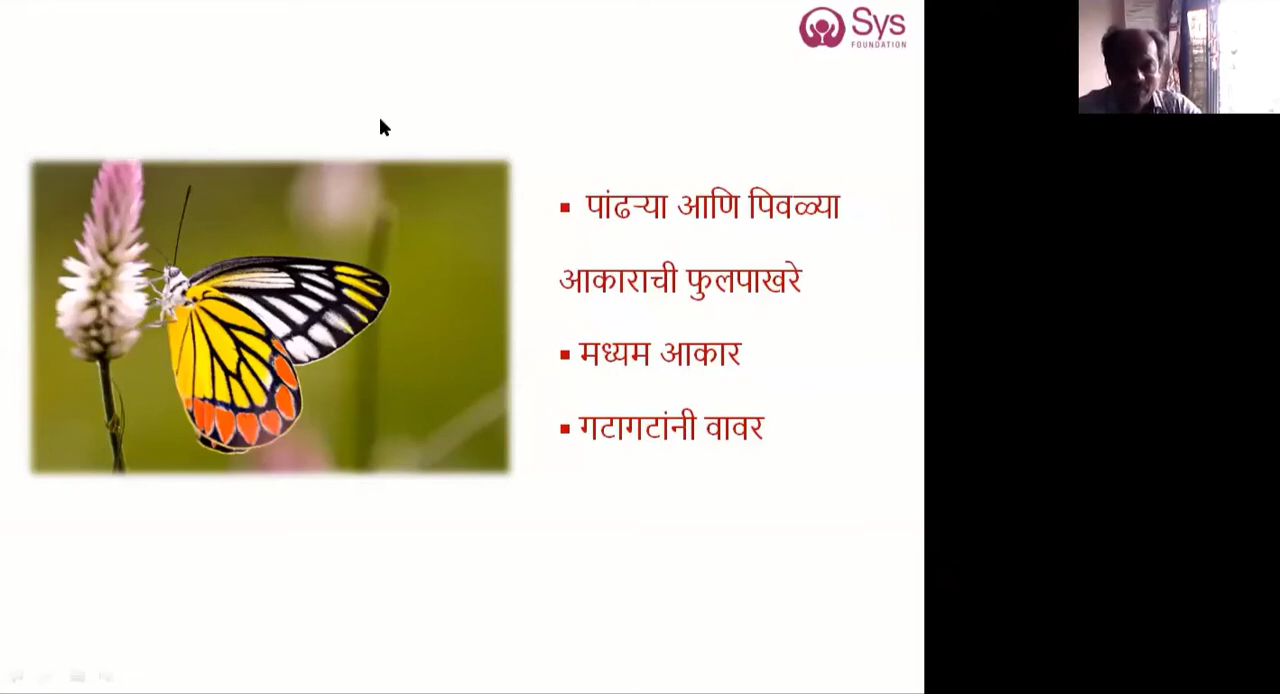 Sys
FOUNDATION
▪ पांढऱ्या आणि पिवळ्या
आकाराची फुलपाखरे
▪ मध्यम आकार
▪ गटागटांनी वावर